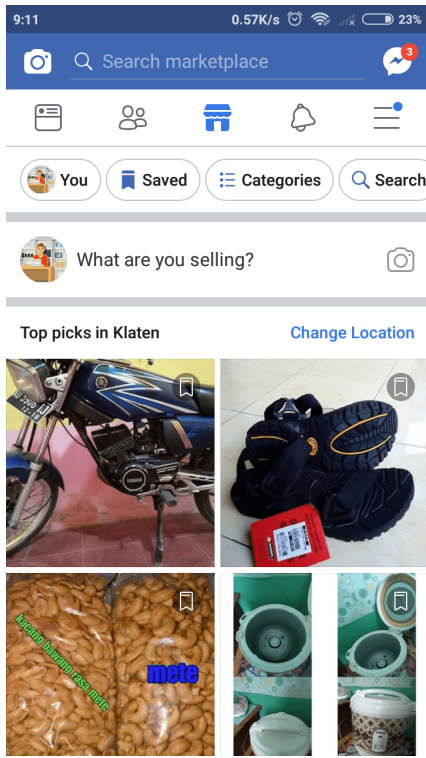 9:11
0.57K/s
23%
Search marketplace
3
You
Saved
Categories
Search
What are you selling?
Top picks in Klaten
Change Location
YAMAHA
kacang bawang rasa mete
mete